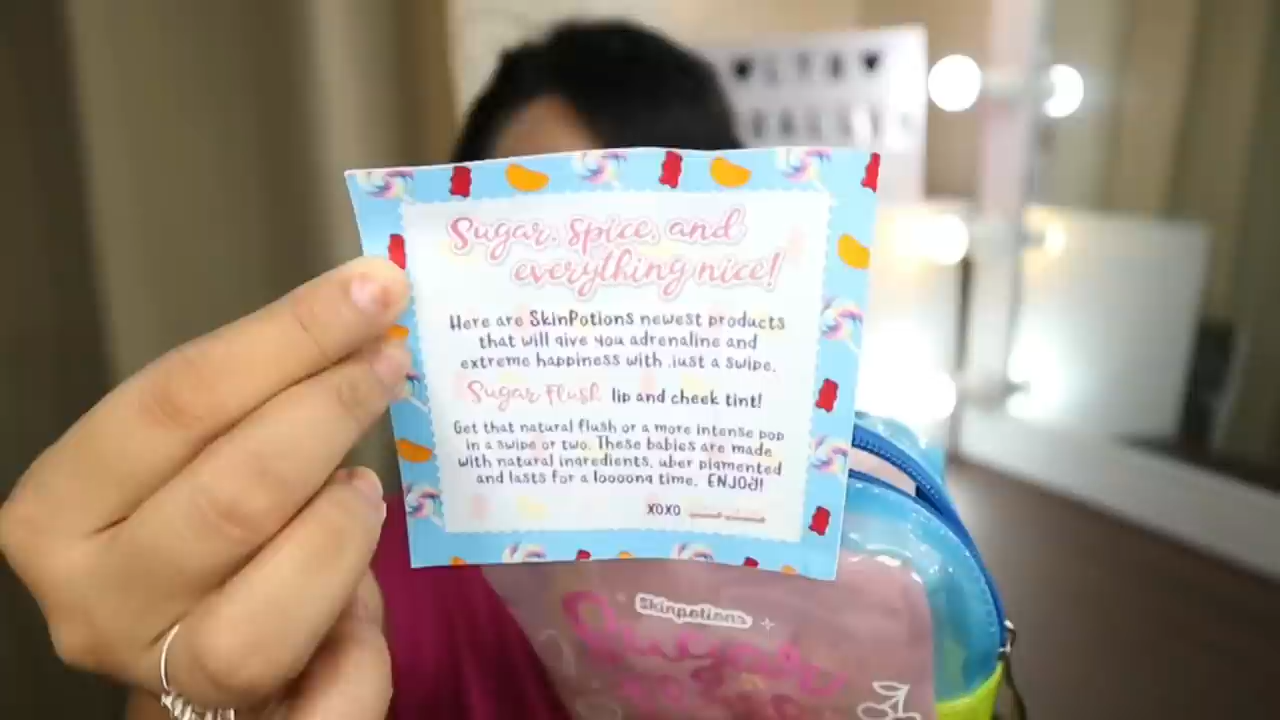 Sugar, spice, and
everything nice!
Here are SkinPotions newest products
that will give you adrenaline and
extreme happiness with just a swipe.
Sugar Flush lip and cheek tint!
Get that natural flush or a more intense pop
in a swipe or two. These babies are made
with natural ingredients, uber pigmented
and lasts for a loooong time. ENJOY!
XOXO
Skinpotions